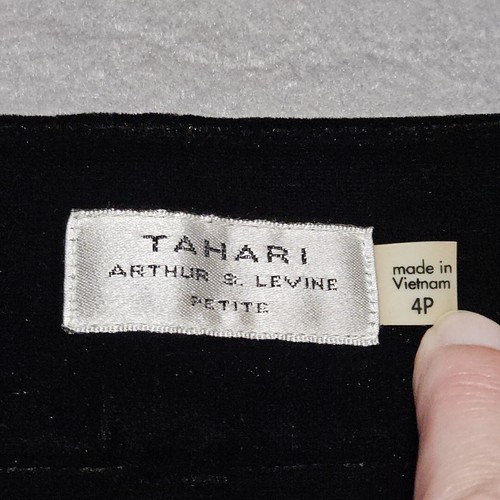 TAHARI
ARTHUR S. LEVINE
PETITE
made in
Vietnam
4P